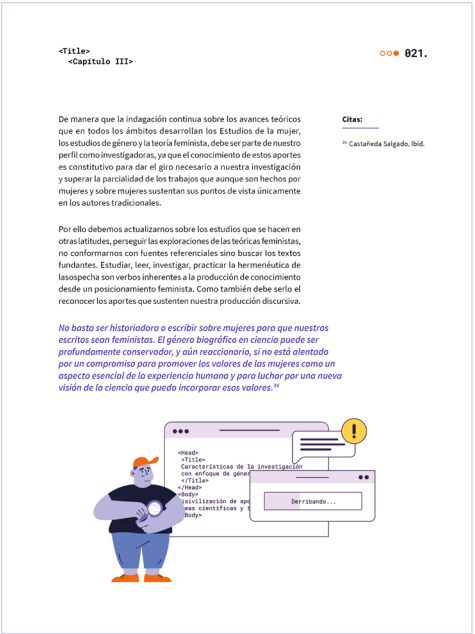 <Title>
<Capítulo III>
021.
De manera que la indagación continua sobre los avances teóricos
que en todos los ámbitos desarrollan los Estudios de la mujer,
los estudios de género y la teoría feminista, debe ser parte de nuestro
perfil como investigadoras, ya que el conocimiento de estos aportes
es constitutivo para dar el giro necesario a nuestra investigación
y superar la parcialidad de los trabajos que aunque son hechos por
mujeres y sobre mujeres sustentan sus puntos de vista únicamente
en los autores tradicionales.
Por ello debemos actualizarnos sobre los estudios que se hacen en
otras latitudes, perseguir las exploraciones de las teóricas feministas,
no conformarnos con fuentes referenciales sino buscar los textos
fundantes. Estudiar, leer, investigar, practicar la hermenéutica de
lasospecha son verbos inherentes a la producción de conocimiento
desde un posicionamiento feminista. Como también debe serlo el
reconocer los aportes que sustenten nuestra producción discursiva.
No basta ser historiadora o escribir sobre mujeres para que nuestros
escritos sean feministas. El género biográfico en ciencia puede ser
profundamente conservador, y aún reaccionario, si no está alentado
por un compromiso para promover los valores de las mujeres como un
aspecto esencial de la experiencia humana y para luchar por una nueva
visión de la ciencia que pueda incorporar esos valores.³⁶
Citas:
Castañeda Salgado, Ibíd.
<Head>
<Title>
Características de la investigación
con enfoque de géner
</Title>
</Head>
<Body>
isivilización de apo
eas científicas y t
Body>
!
Derribando...